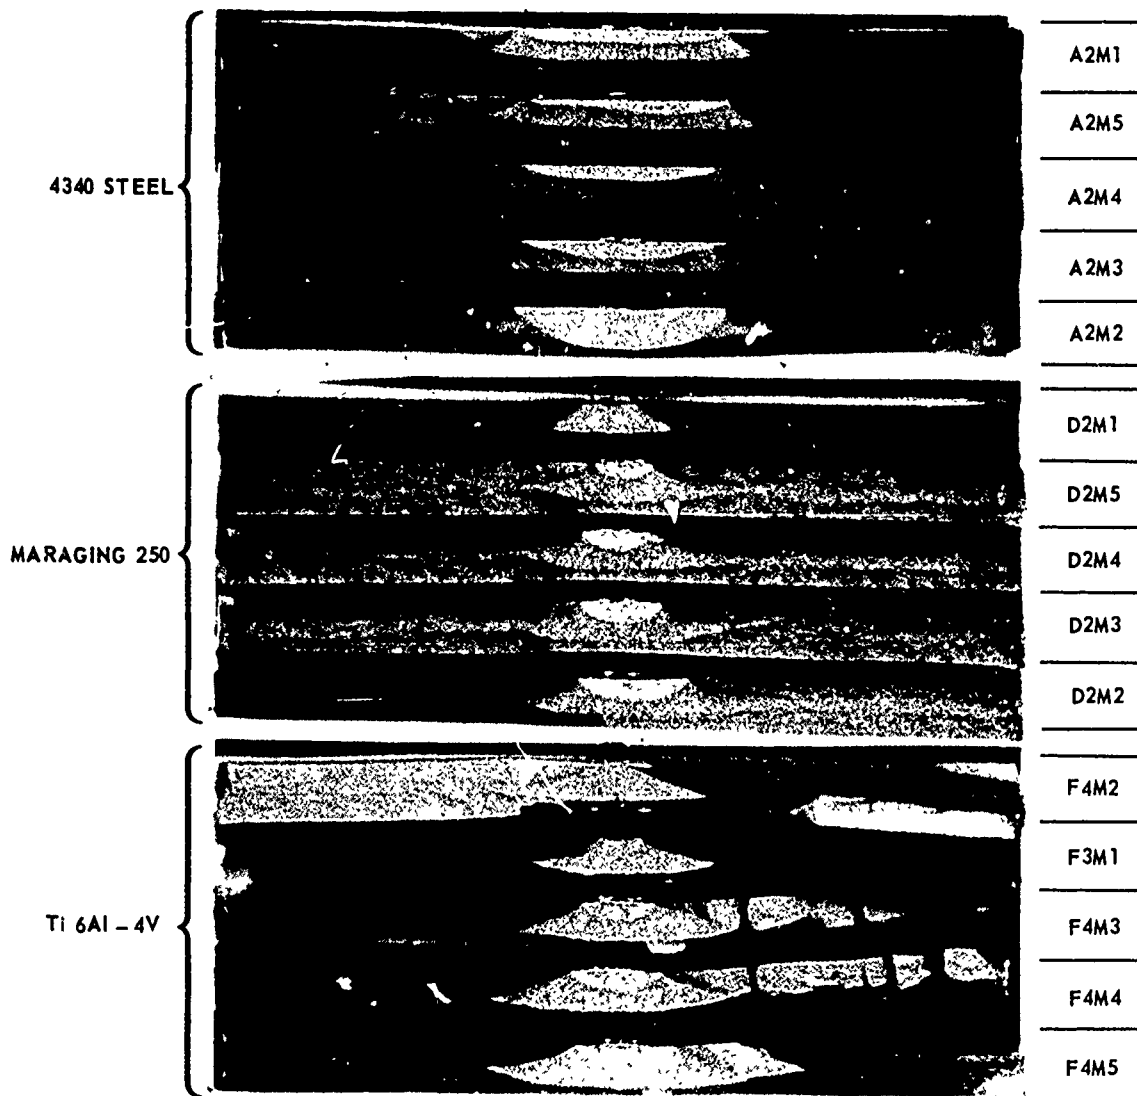 4340 STEEL
A2M1
A2M5
A2M4
A2M3
A2M2
MARAGING 250
D2M1
D2M5
D2M4
D2M3
D2M2
Ti 6Al – 4V
F4M2
F3M1
F4M3
F4M4
F4M5